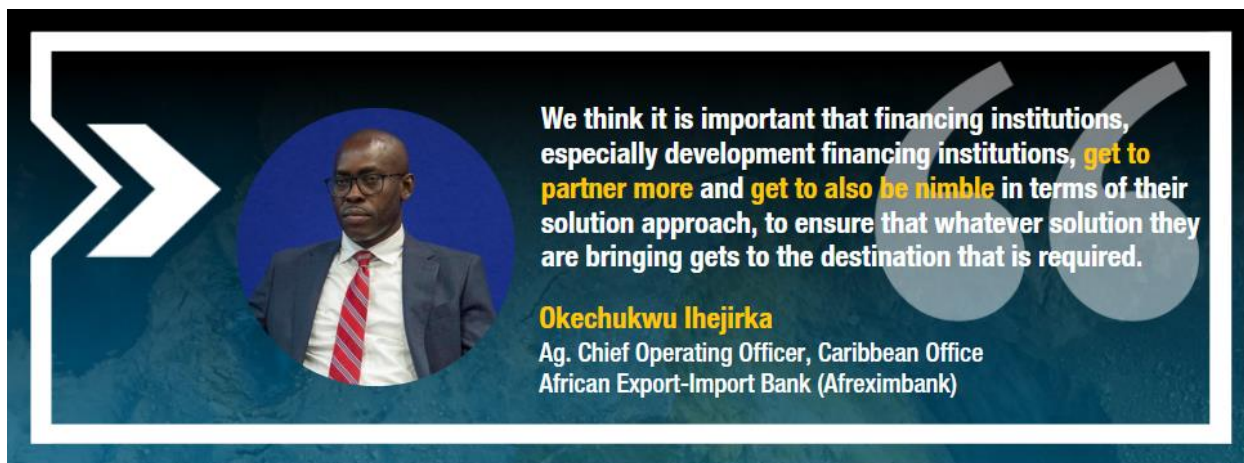 We think it is important that financing institutions,
especially development financing institutions, get to
partner more and get to also be nimble in terms of their
solution approach, to ensure that whatever solution they
are bringing gets to the destination that is required.
Okechukwu Ihejirka
Ag. Chief Operating Officer, Caribbean Office
African Export-Import Bank (Afreximbank)